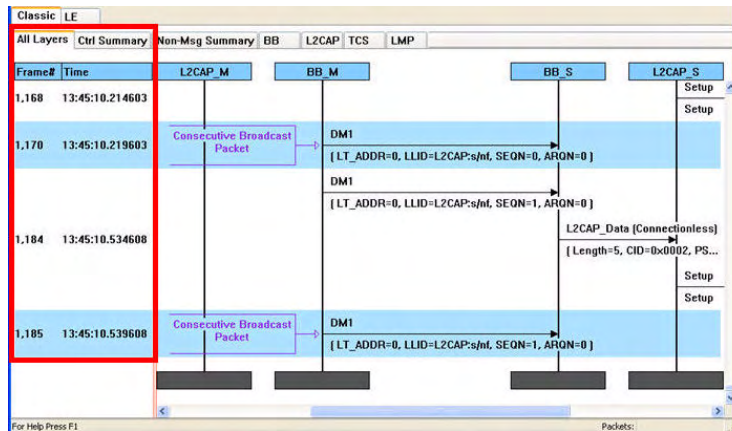 Classic LE
All Layers Ctrl Summary Non-Msg Summary BB L2CAP TCS LMP
Frame# Time L2CAP_M BB_M BB_S L2CAP_S
Setup
1,168 13:45:10.214603
Setup
Consecutive Broadcast Packet
DM1
1,170 13:45:10.219603
( LT_ADDR=0, LLID=L2CAP:s/nf, SEQN=0, ARQN=0 )
DM1
( LT_ADDR=0, LLID=L2CAP:s/nf, SEQN=1, ARQN=0 )
L2CAP_Data (Connectionless)
1,184 13:45:10.534608
( Length=5, CID=0x0002, PS...
Setup
Setup
Consecutive Broadcast Packet
DM1
1,185 13:45:10.539608
( LT_ADDR=0, LLID=L2CAP:s/nf, SEQN=1, ARQN=0 )
For Help Press F1 Packets: